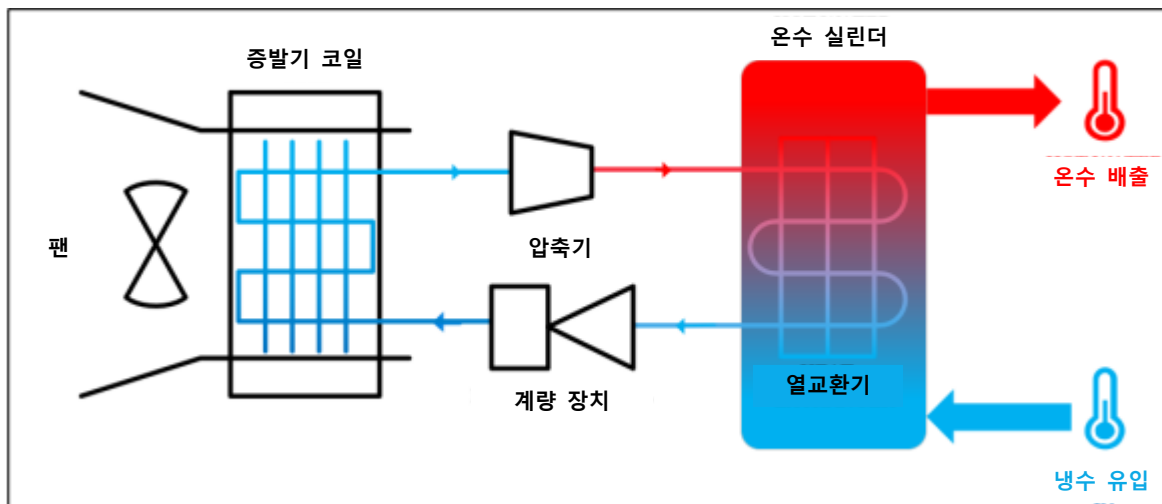 온수 실린더
증발기 코일
온수 배출
팬
압축기
계량 장치
열교환기
냉수 유입